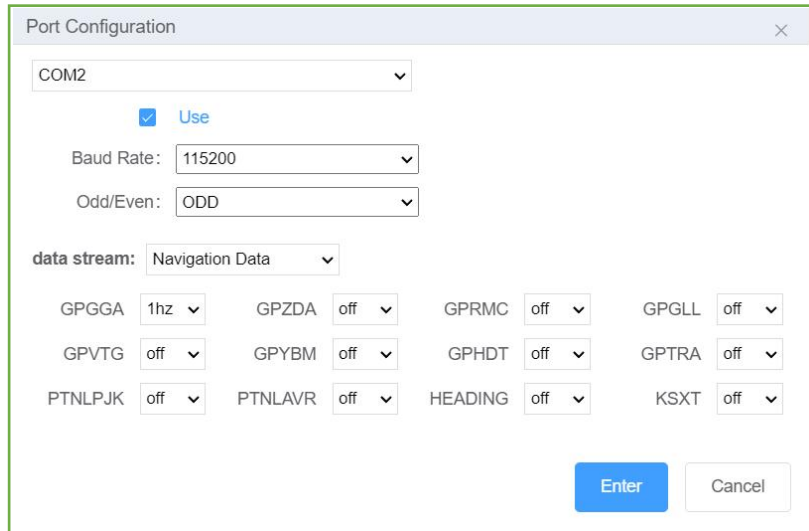 Port Configuration
COM2
Use
Baud Rate: 115200
Odd/Even: ODD
data stream: Navigation Data
GPGGA 1hz GPZDA off GPRMC off GPGLL off
GPVTG off GPYBM off GPHDT off GPTRA off
PTNLPJK off PTNLAVR off HEADING off KSXT off
Enter Cancel